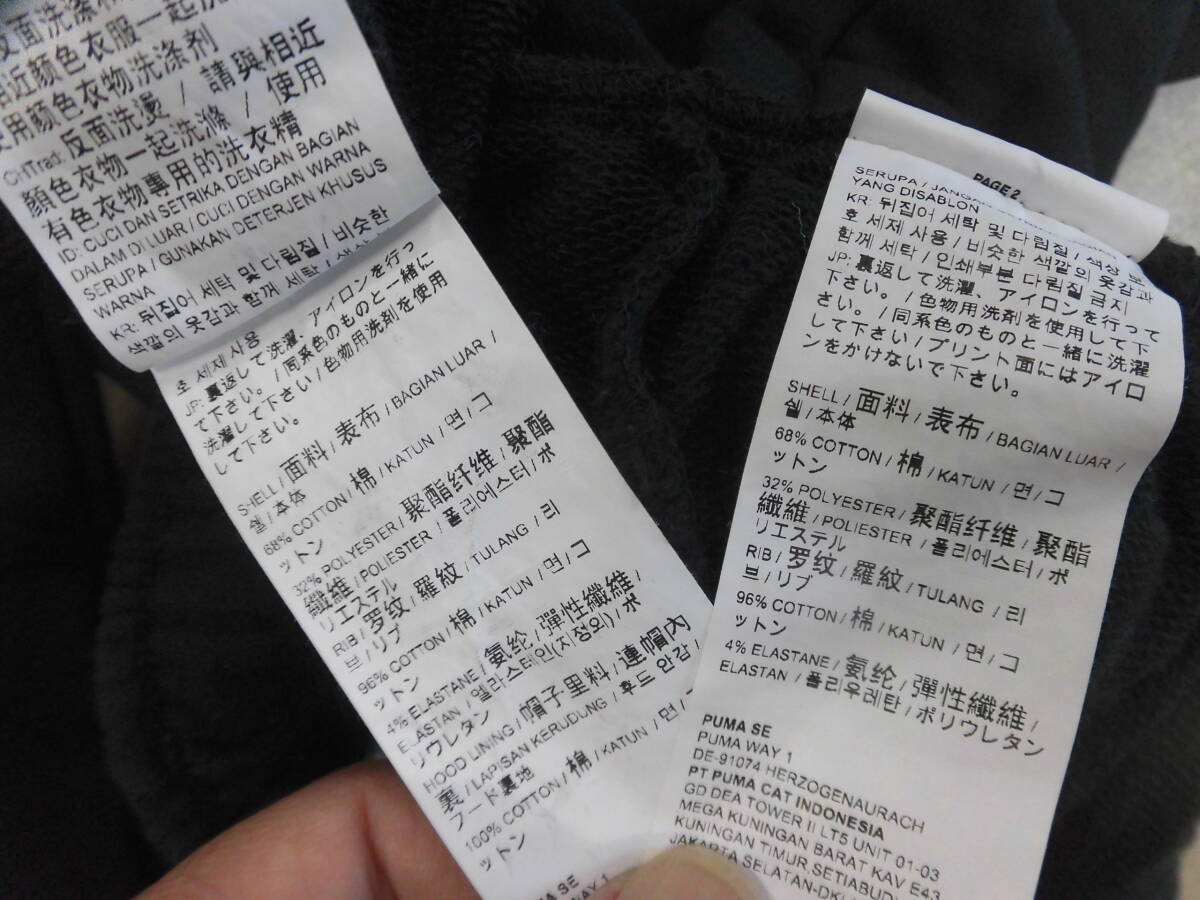 反面洗涤
相近颜色衣服一起洗
使用颜色衣物洗涤剂
CHTrad: 反面洗燙 / 請與相近
顏色衣物一起洗滌 / 使用
有色衣物專用的洗衣精
ID: CUCI DAN SETRIKA DENGAN BAGIAN
DALAM DI LUAR / CUCI DENGAN WARNA
SERUPA / GUNAKAN DETERJEN KHUSUS
WARNA
KR: 뒤집어 세탁 및 다림질 / 비슷한
색깔의 옷감과 함께 세탁 /
호 세제 사용
JP: 裏返して洗濯、アイロンを行っ
て下さい。/同系色のものと一緒に
洗濯して下さい/色物用洗剤を使用
して下さい。
SHELL / 面料 / 表布 / BAGIAN LUAR /
쉘 / 本体
68% COTTON / 棉 / KATUN / 면 / コ
ットン
32% POLYESTER / 聚酯纤维 / 聚酯
纖維 / POLIESTER / 폴리에스터 / ポ
リエステル
RIB / 罗纹 / 羅紋 / TULANG / 리
브 / リブ
96% COTTON / 棉 / KATUN / 면 / コ
ットン
4% ELASTANE / 氨纶 / 彈性纖維 /
ELASTAN / 엘라스테인(지정외) / ポ
リウレタン
HOOD LINING / 帽子里料 / 連帽內
裏 / LAPISAN KERUDUNG / 후드 안감 /
フード裏地
100% COTTON / 棉 / KATUN / 면 /
ットン
PUMA SE
WAY 1
PAGE 2
SERUPA /
YANG DISABLON
KR: 뒤집어 세탁 및 다림질 / 색상 보
호 세제 사용 / 비슷한 색깔의 옷감과
함께 세탁 / 인쇄부분 다림질 금지
JP: 裏返して洗濯、アイロンを行って
下さい。/色物用洗剤を使用して下
さい。/同系色のものと一緒に洗濯
して下さい/プリント面にはアイロ
ンをかけないで下さい。
SHELL / 面料 / 表布 / BAGIAN LUAR /
쉘 / 本体
68% COTTON / 棉 / KATUN / 면 / コ
ットン
32% POLYESTER / 聚酯纤维 / 聚酯
纖維 / POLIESTER / 폴리에스터 / ポ
リエステル
RIB / 罗纹 / 羅紋 / TULANG / 리
브 / リブ
96% COTTON / 棉 / KATUN / 면 / コ
ットン
4% ELASTANE / 氨纶 / 彈性纖維 /
ELASTAN / 폴리우레탄 / ポリウレタン
PUMA SE
PUMA WAY 1
DE-91074 HERZOGENAURACH
PT PUMA CAT INDONESIA
GD DEA TOWER II LT5 UNIT 01-03
MEGA KUNINGAN BARAT KAV E43
KUNINGAN TIMUR, SETIABUDI
JAKARTA SELATAN-DKI